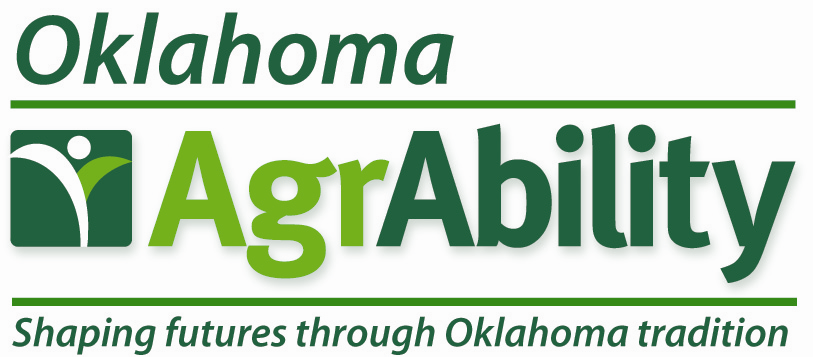 Oklahoma
AgrAbility
Shaping futures through Oklahoma tradition